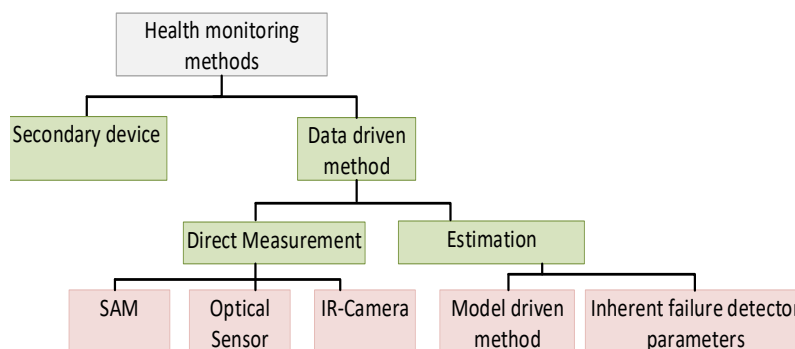 Health monitoring
methods
Secondary device
Data driven
method
Direct Measurement
Estimation
SAM
Optical
Sensor
IR-Camera
Model driven
method
Inherent failure detector
parameters